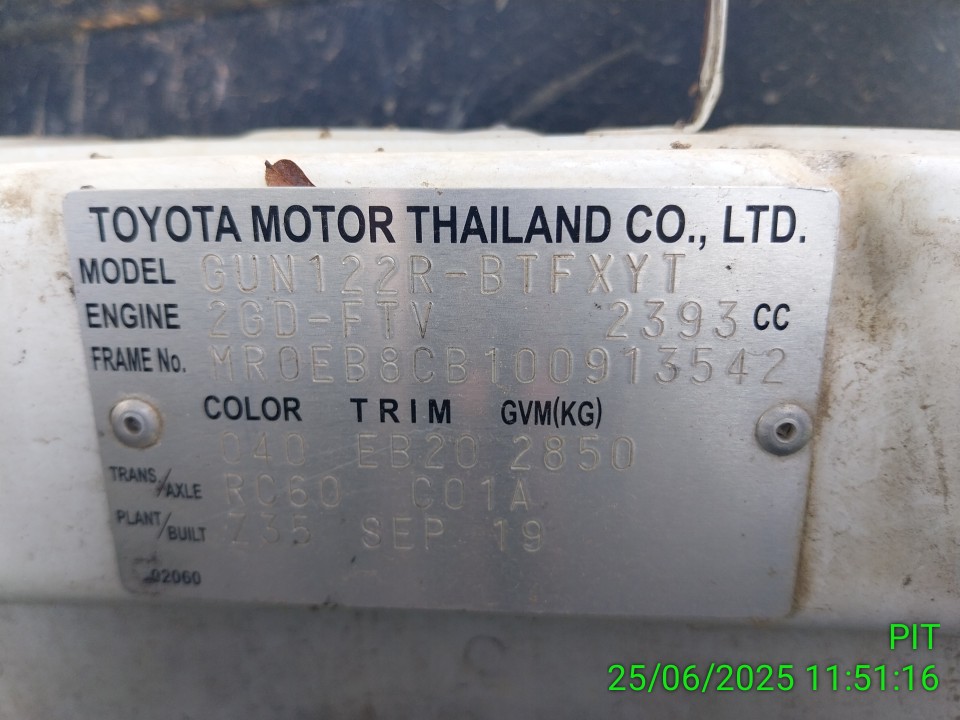 TOYOTA MOTOR THAILAND CO., LTD.
MODEL GUN122R-BTFXYT
ENGINE 2GD-FTV 2393 CC
FRAME No. MR0EB8CB100913542
COLOR TRIM GVM(KG)
040 EB20 2850
TRANS/AXLE RC60 C01A
PLANT/BUILT Z35 SEP 19
PIT
25/06/2025 11:51:16